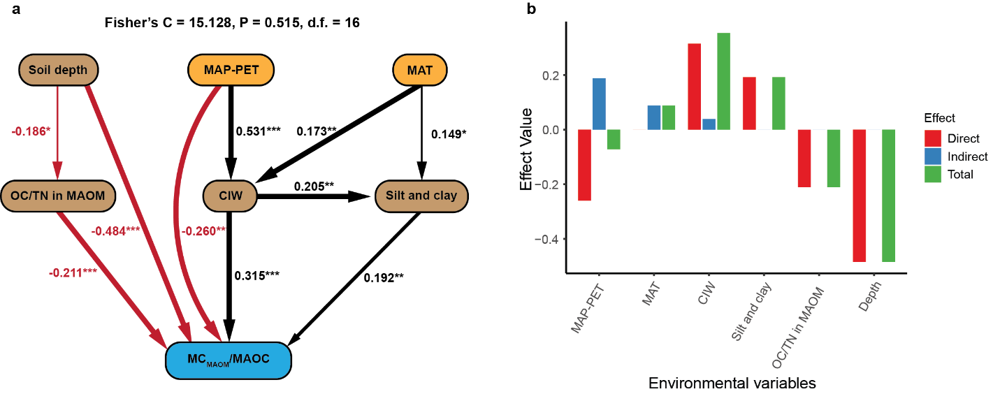 a
Fisher’s C = 15.128, P = 0.515, d.f. = 16
Soil depth
MAP-PET
MAT
-0.186*
0.531***
0.173**
0.149*
OC/TN in MAOM
CIW
0.205**
Silt and clay
-0.484***
-0.260**
-0.211***
0.315***
0.192**
MCMAOM/MAOC
b
Effect Value
0.2
0.0
−0.2
−0.4
MAP-PET
MAT
CIW
Silt and clay
OC/TN in MAOM
Depth
Environmental variables
Effect
Direct
Indirect
Total